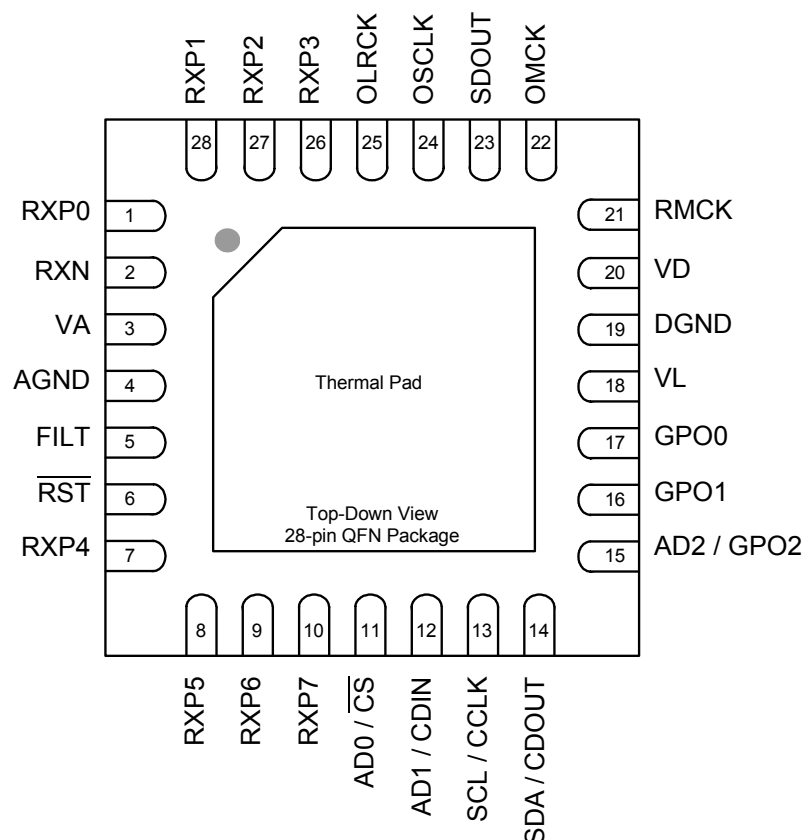 RXP1
RXP2
RXP3
OLRCK
OSCLK
SDOUT
OMCK
28
27
26
25
24
23
22
RXP0
1
RXN
2
VA
3
AGND
4
FILT
5
RST
6
RXP4
7
21
RMCK
20
VD
19
DGND
18
VL
17
GPO0
16
GPO1
15
AD2 / GPO2
Thermal Pad
Top-Down View
28-pin QFN Package
8
9
10
11
12
13
14
RXP5
RXP6
RXP7
AD0 / CS
AD1 / CDIN
SCL / CCLK
SDA / CDOUT